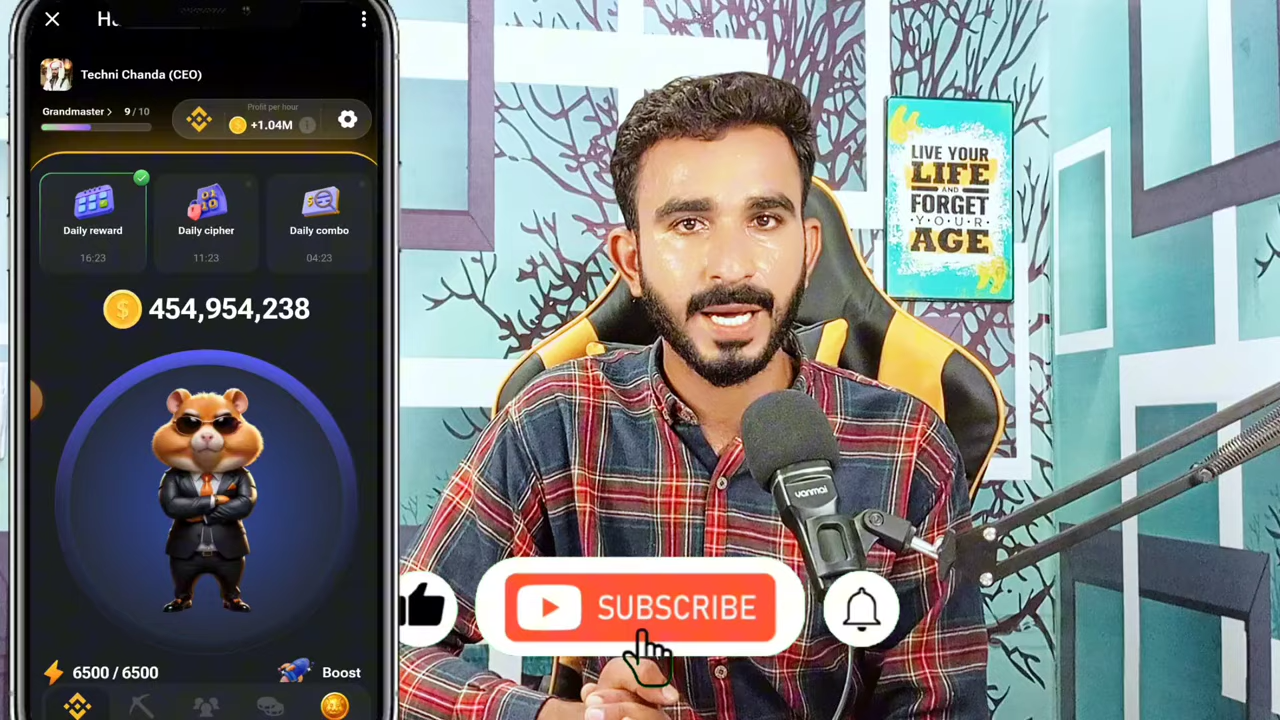 Techni Chanda (CEO)
Grandmaster > 9 / 10
Profit per hour
+1.04M
Daily reward
Daily cipher
Daily combo
16:23
11:23
04:23
454,954,238
6500 / 6500
Boost
LIVE YOUR
LIFE
AND
FORGET
·Y·O·U·R·
AGE
yanmai
SUBSCRIBE